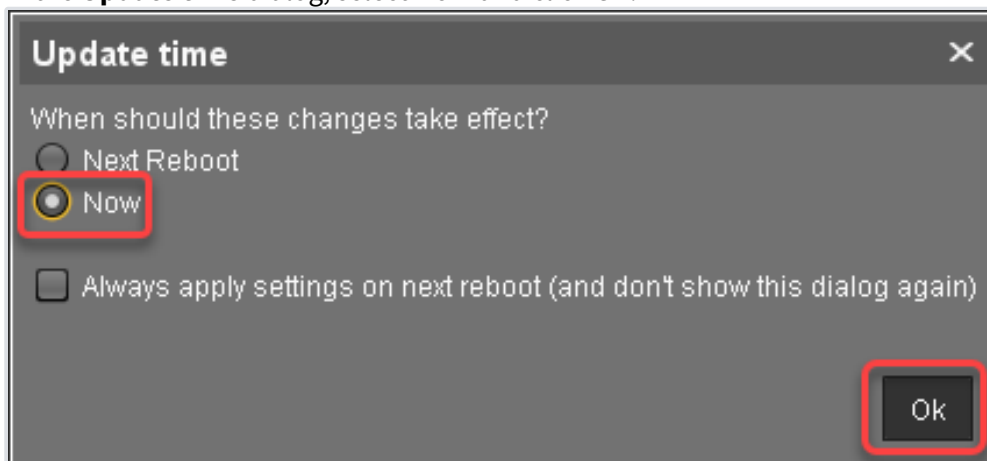 Update time
When should these changes take effect?
Next Reboot
Now
Always apply settings on next reboot (and don't show this dialog again)
Ok